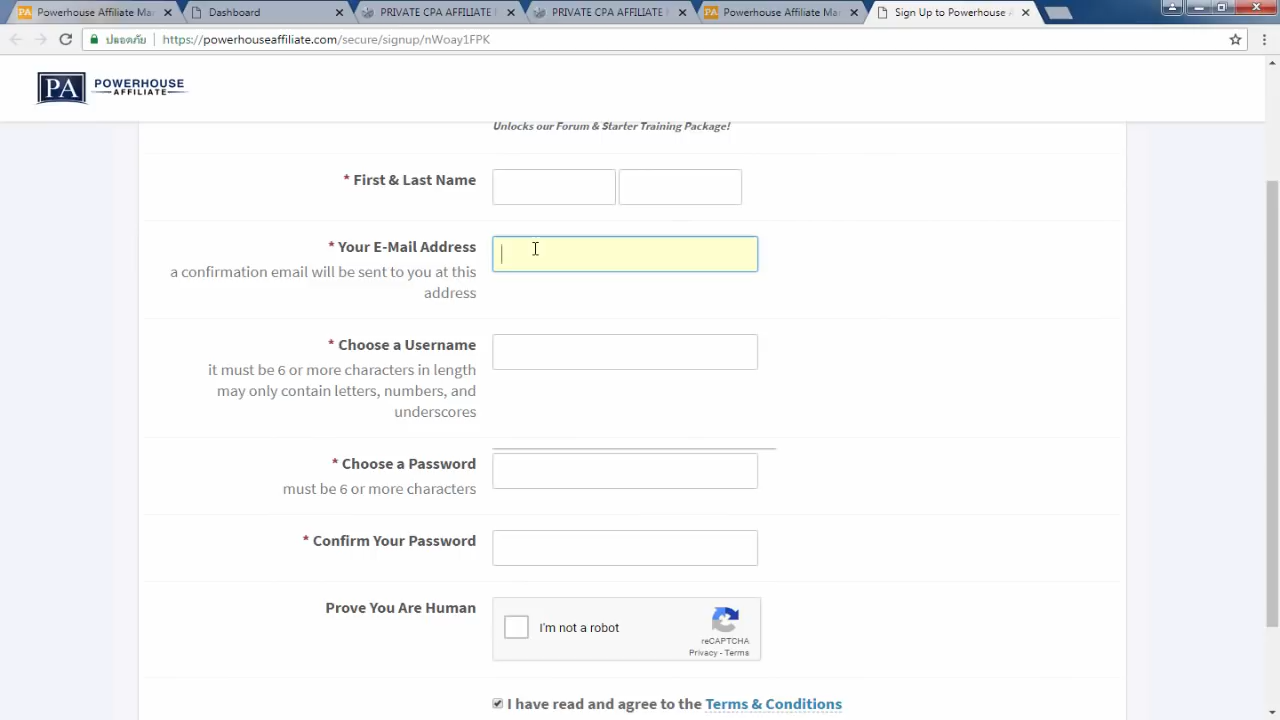 Powerhouse Affiliate Ma
Dashboard
PRIVATE CPA AFFILIATE
PRIVATE CPA AFFILIATE
Powerhouse Affiliate Ma
Sign Up to Powerhouse A
ปลอดภัย
https://powerhouseaffiliate.com/secure/signup/nWoay1FPK
PA POWERHOUSE
AFFILIATE
Unlocks our Forum & Starter Training Package!
* First & Last Name
* Your E-Mail Address
a confirmation email will be sent to you at this
address
* Choose a Username
it must be 6 or more characters in length
may only contain letters, numbers, and
underscores
* Choose a Password
must be 6 or more characters
* Confirm Your Password
Prove You Are Human
I'm not a robot
reCAPTCHA
Privacy - Terms
I have read and agree to the Terms & Conditions